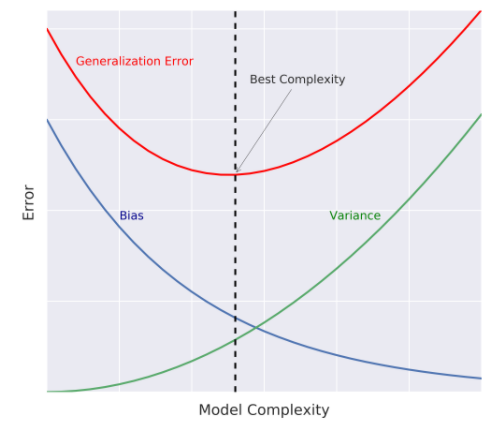 Generalization Error
Best Complexity
Bias
Variance
Error
Model Complexity